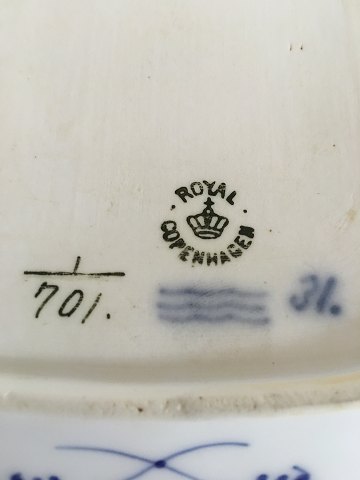 ROYAL
COPENHAGEN
1
701.
31.